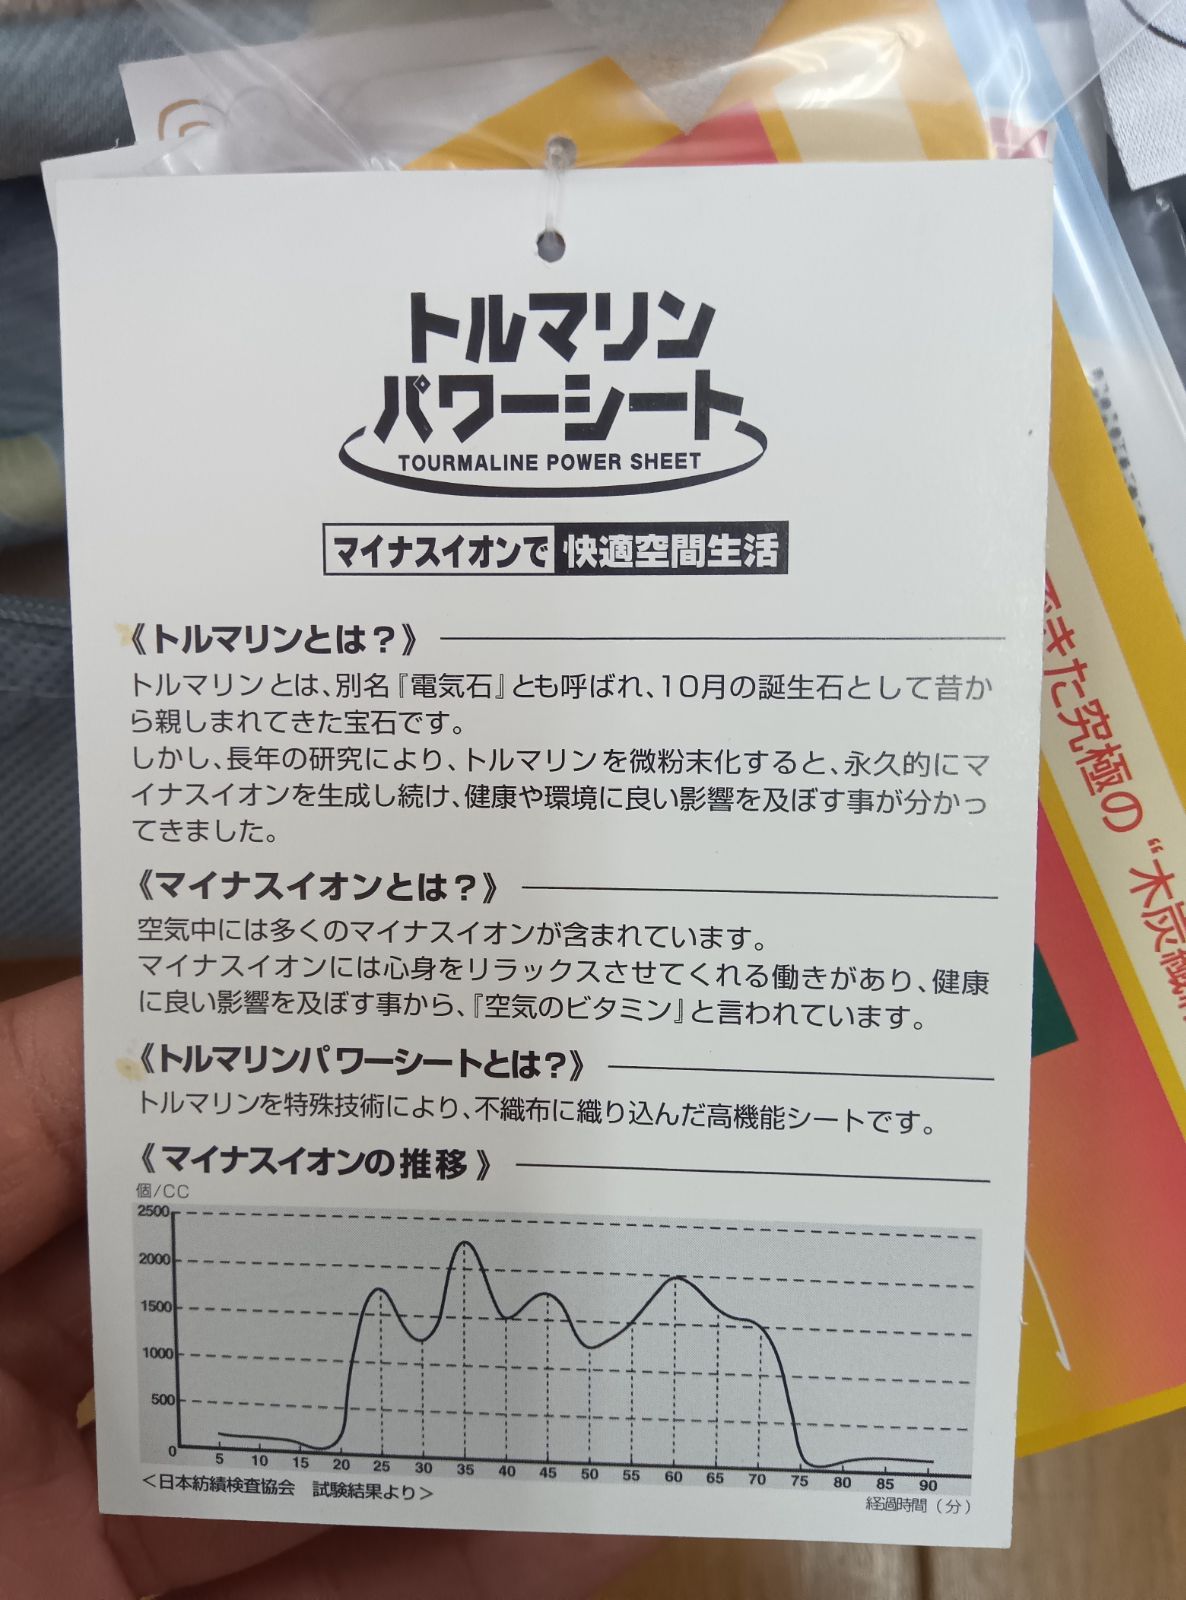 トルマリン
パワーシート
TOURMALINE POWER SHEET
マイナスイオンで 快適空間生活
《トルマリンとは？》
トルマリンとは、別名『電気石』とも呼ばれ、10月の誕生石として昔か
ら親しまれてきた宝石です。
しかし、長年の研究により、トルマリンを微粉末化すると、永久的にマ
イナスイオンを生成し続け、健康や環境に良い影響を及ぼす事が分かっ
てきました。
《マイナスイオンとは？》
空気中には多くのマイナスイオンが含まれています。
マイナスイオンには心身をリラックスさせてくれる働きがあり、健康
に良い影響を及ぼす事から、『空気のビタミン』と言われています。
《トルマリンパワーシートとは？》
トルマリンを特殊技術により、不織布に織り込んだ高機能シートです。
《マイナスイオンの推移》
個/CC
2500
2000
1500
1000
500
0
5 10 15 20 25 30 35 40 45 50 55 60 65 70 75 80 85 90
＜日本紡績検査協会　試験結果より＞
経過時間（分）
できた究極の“木炭繊